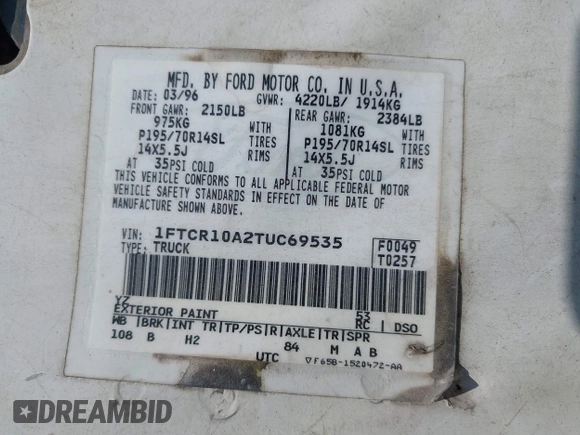 MFD. BY FORD MOTOR CO. IN U.S.A.
DATE: 03/96 GVWR: 4220LB/ 1914KG
FRONT GAWR: 2150LB REAR GAWR: 2384LB
975KG WITH 1081KG WITH
P195/70R14SL TIRES P195/70R14SL TIRES
14X5.5J RIMS 14X5.5J RIMS
AT 35PSI COLD AT 35PSI COLD
THIS VEHICLE CONFORMS TO ALL APPLICABLE FEDERAL MOTOR
VEHICLE SAFETY STANDARDS IN EFFECT ON THE DATE OF
MANUFACTURE SHOWN ABOVE.
VIN: 1FTCR10A2TUC69535 F0049
TYPE: TRUCK T0257
YZ 53
EXTERIOR PAINT RC DSO
WB BRK INT TR TP/PS R AXLE TR SPR
108 B H2 84 M A B
UTC ▽F65B-1520472-AA
DREAMBID